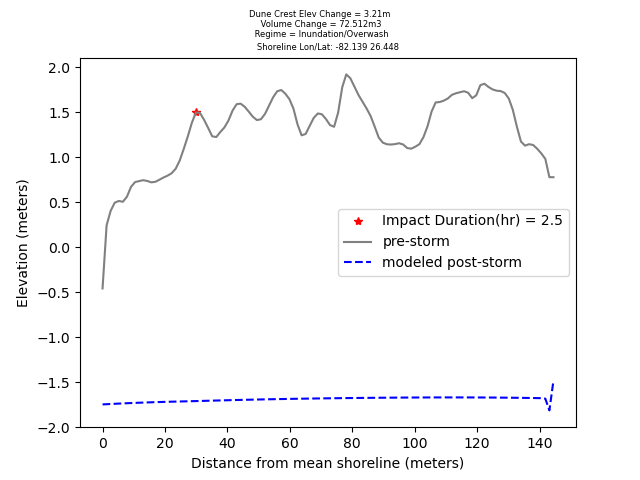 Dune Crest Elev Change = 3.21m
Volume Change = 72.512m3
Regime = Inundation/Overwash
Shoreline Lon/Lat: -82.139 26.448
2.0
1.5
1.0
0.5
0.0
−0.5
−1.0
−1.5
−2.0
Elevation (meters)
Impact Duration(hr) = 2.5
pre-storm
modeled post-storm
0 20 40 60 80 100 120 140
Distance from mean shoreline (meters)